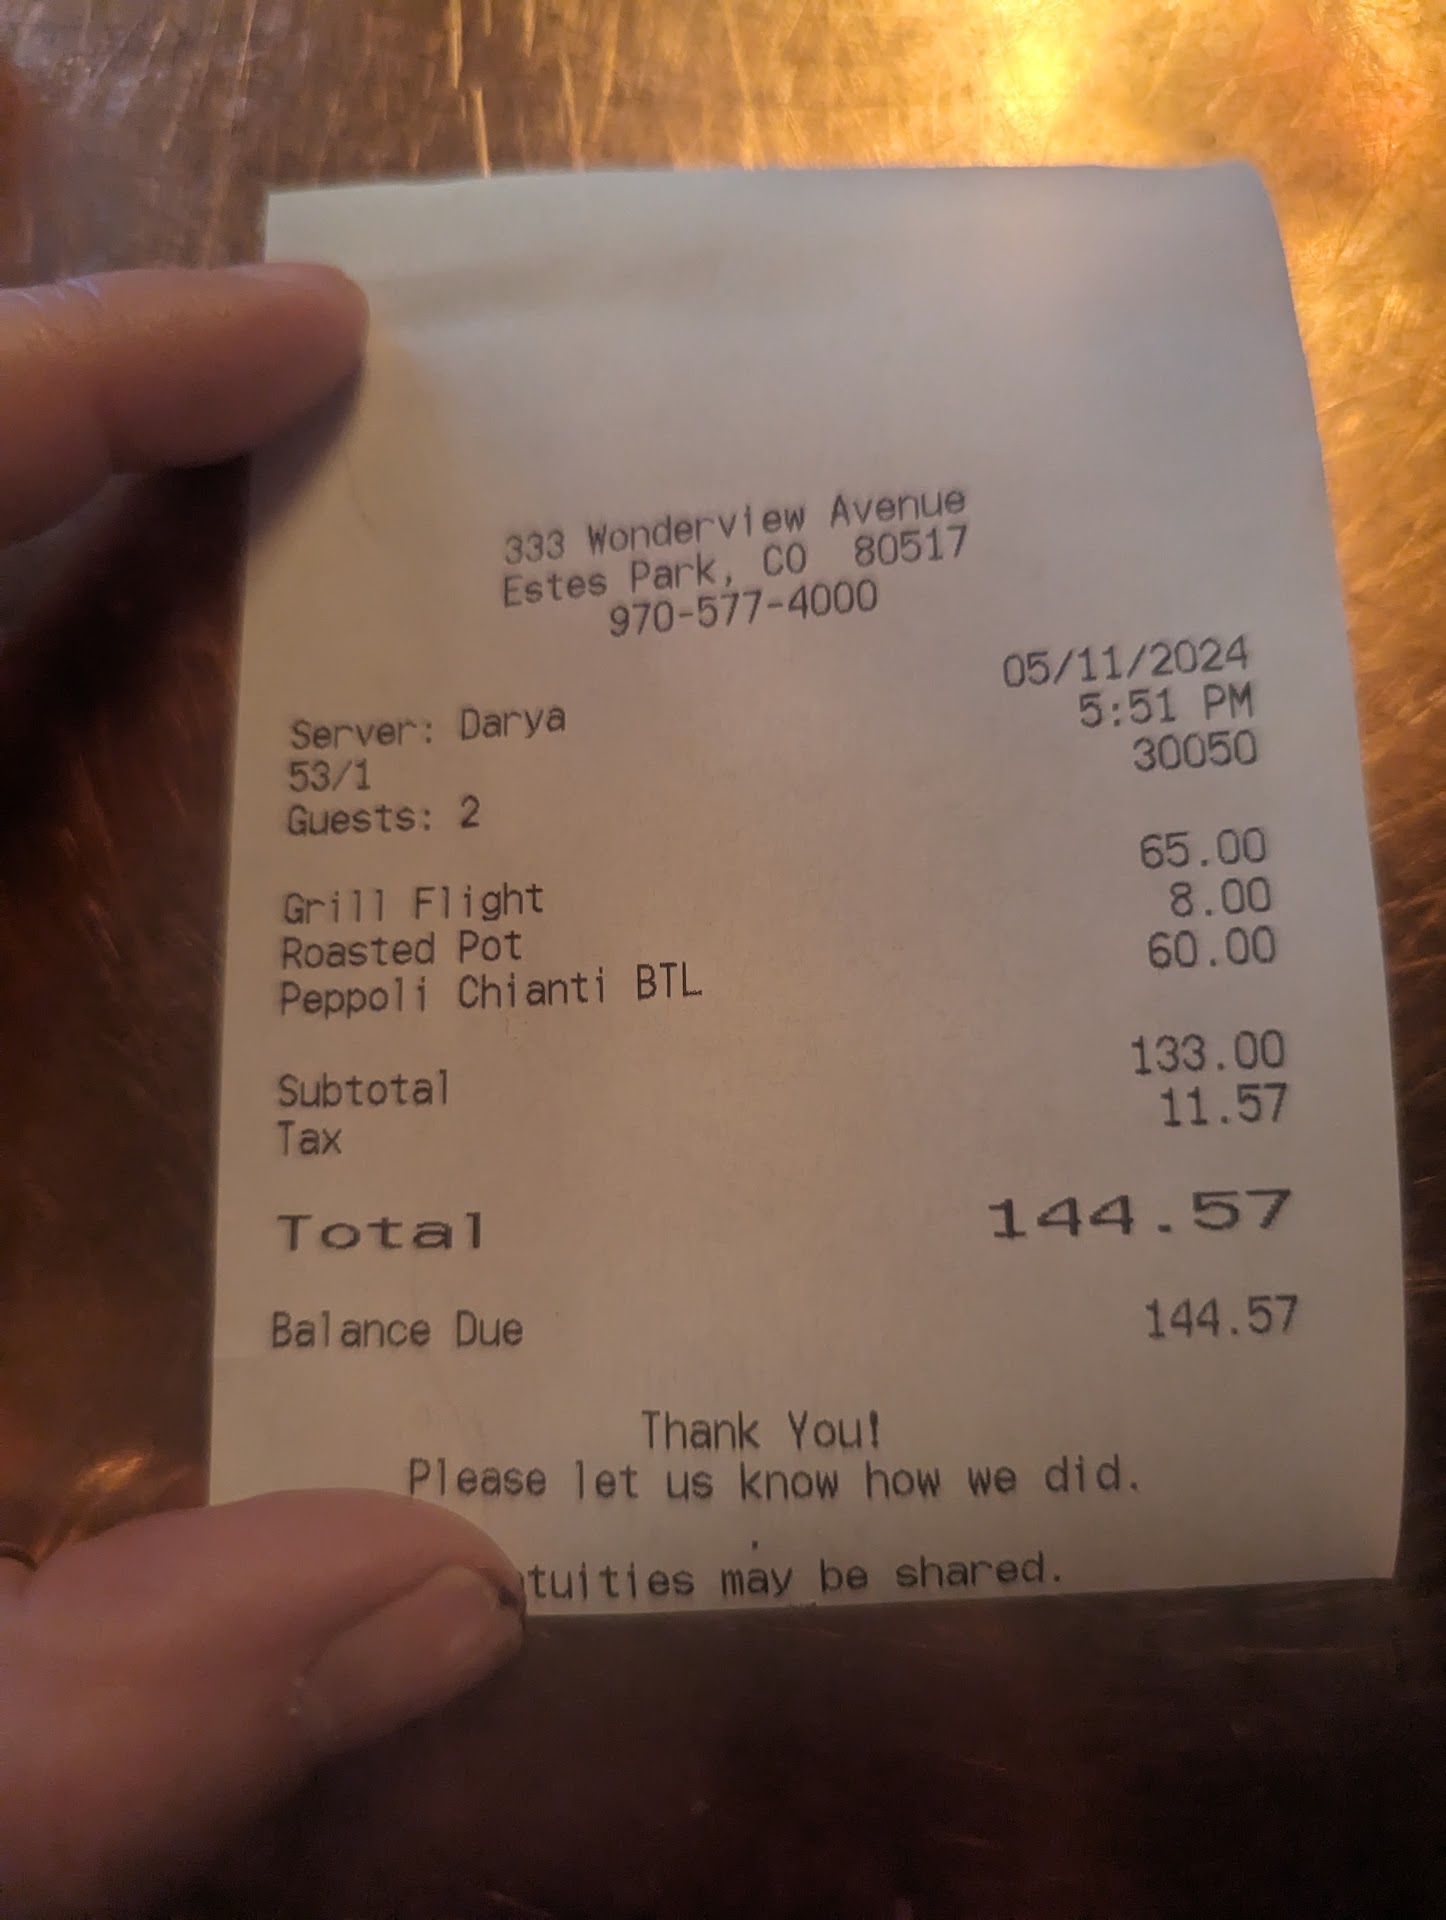 333 Wonderview Avenue
Estes Park, CO 80517
970-577-4000
05/11/2024
Server: Darya 5:51 PM
53/1 30050
Guests: 2
Grill Flight 65.00
Roasted Pot 8.00
Peppoli Chianti BTL 60.00
Subtotal 133.00
Tax 11.57
Total 144.57
Balance Due 144.57
Thank You!
Please let us know how we did.
.
tuities may be shared.